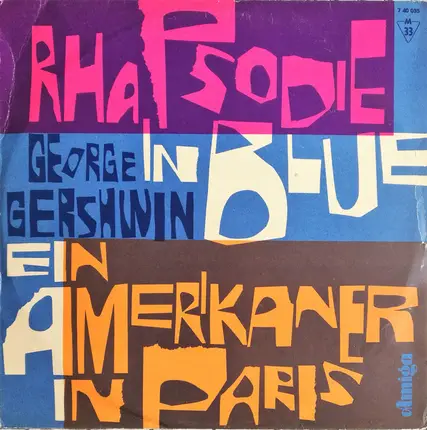 7 40 035
M
33
RHAPSODIE
IN BLUE
GEORGE
GERSHWIN
EIN
AMERIKANER
IN PARIS
Amiga